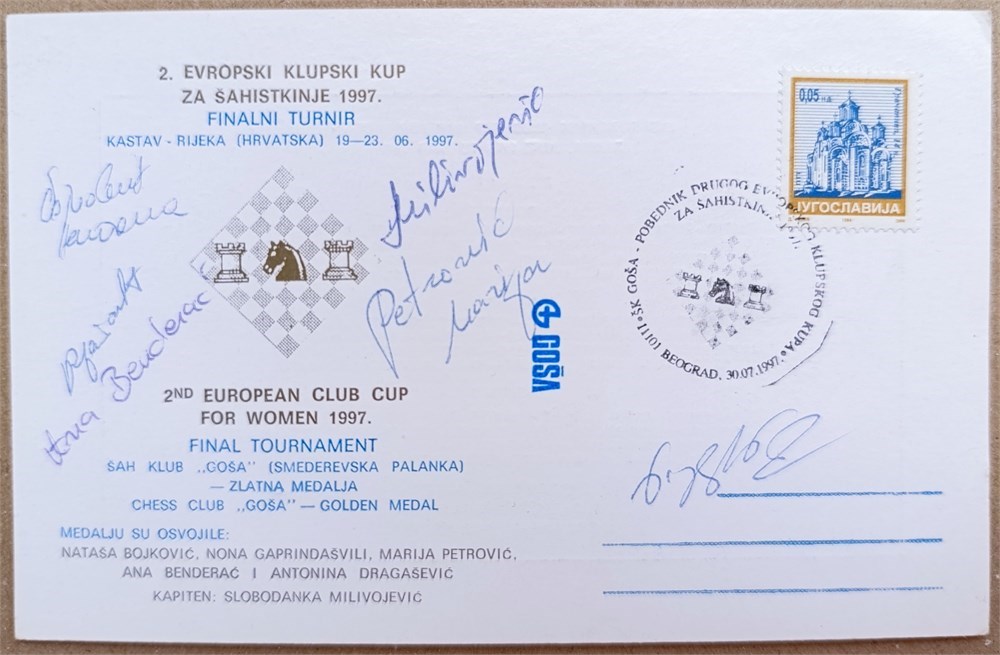 2. EVROPSKI KLUPSKI KUP
ZA ŠAHISTKINJE 1997.
FINALNI TURNIR
KASTAV - RIJEKA (HRVATSKA) 19—23. 06. 1997.
Milivojević
Petrović
Marija
Ana Benderac
GOŠA
2ND EUROPEAN CLUB CUP
FOR WOMEN 1997.
FINAL TOURNAMENT
ŠAH KLUB ,,GOŠA" (SMEDEREVSKA PALANKA)
— ZLATNA MEDALJA
CHESS CLUB ,,GOŠA" — GOLDEN MEDAL
MEDALJU SU OSVOJILE:
NATAŠA BOJKOVIĆ, NONA GAPRINDAŠVILI, MARIJA PETROVIĆ,
ANA BENDERAĆ I ANTONINA DRAGAŠEVIĆ
KAPITEN: SLOBODANKA MILIVOJEVIĆ
0,05
ЈУГОСЛАВИЈА
ŠK GOŠA - POBEDNIK DRUGOG EVROPSKOG KLUPSKOG KUPA
ZA ŠAHISTKINJE 1997.
11101 BEOGRAD, 30.07.1997.